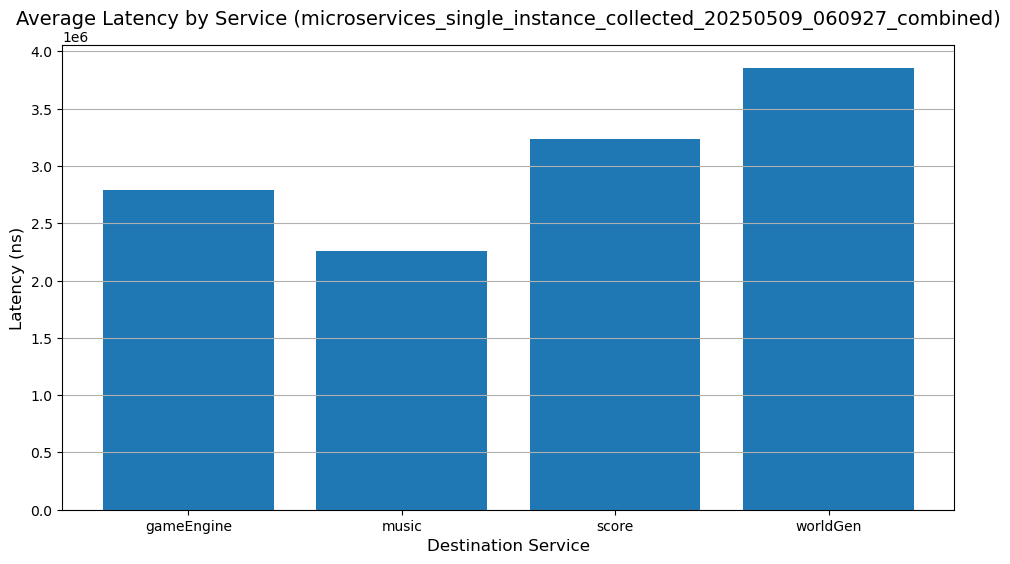 Average Latency by Service (microservices_single_instance_collected_20250509_060927_combined)
1e6
4.0
3.5
3.0
2.5
2.0
1.5
1.0
0.5
0.0
Latency (ns)
gameEngine music score worldGen
Destination Service